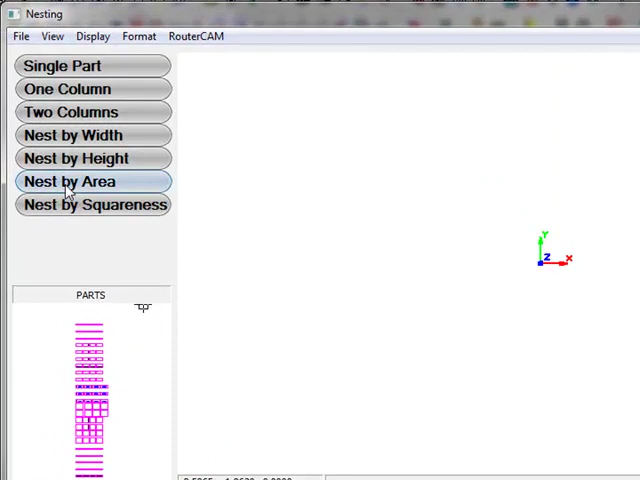 Nesting
File View Display Format RouterCAM
Single Part
One Column
Two Columns
Nest by Width
Nest by Height
Nest by Area
Nest by Squareness
Y
Z X
PARTS